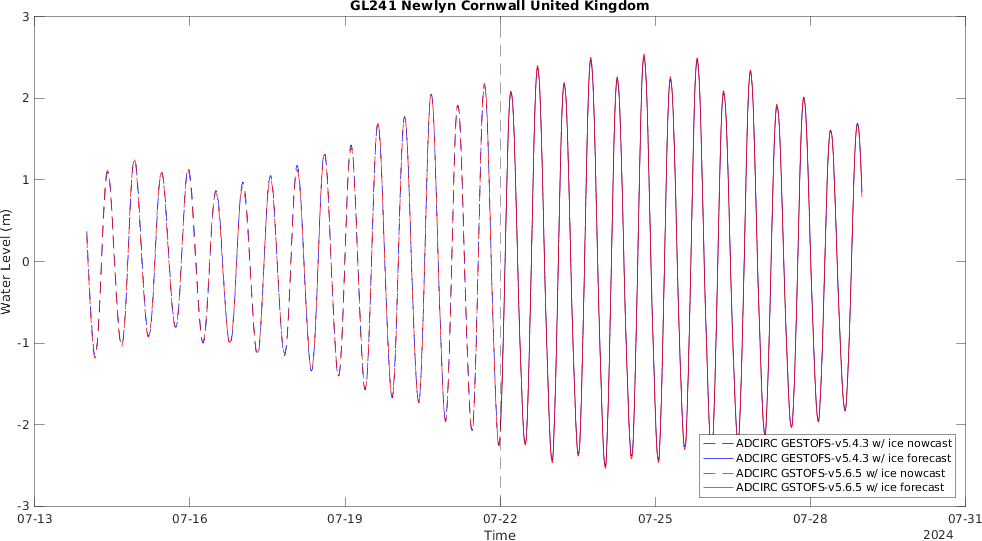 GL241 Newlyn Cornwall United Kingdom
3
2
1
0
-1
-2
-3
Water Level (m)
ADCIRC GESTOFS-v5.4.3 w/ ice nowcast
ADCIRC GESTOFS-v5.4.3 w/ ice forecast
ADCIRC GSTOFS-v5.6.5 w/ ice nowcast
ADCIRC GSTOFS-v5.6.5 w/ ice forecast
07-13 07-16 07-19 07-22 07-25 07-28 07-31
Time
2024